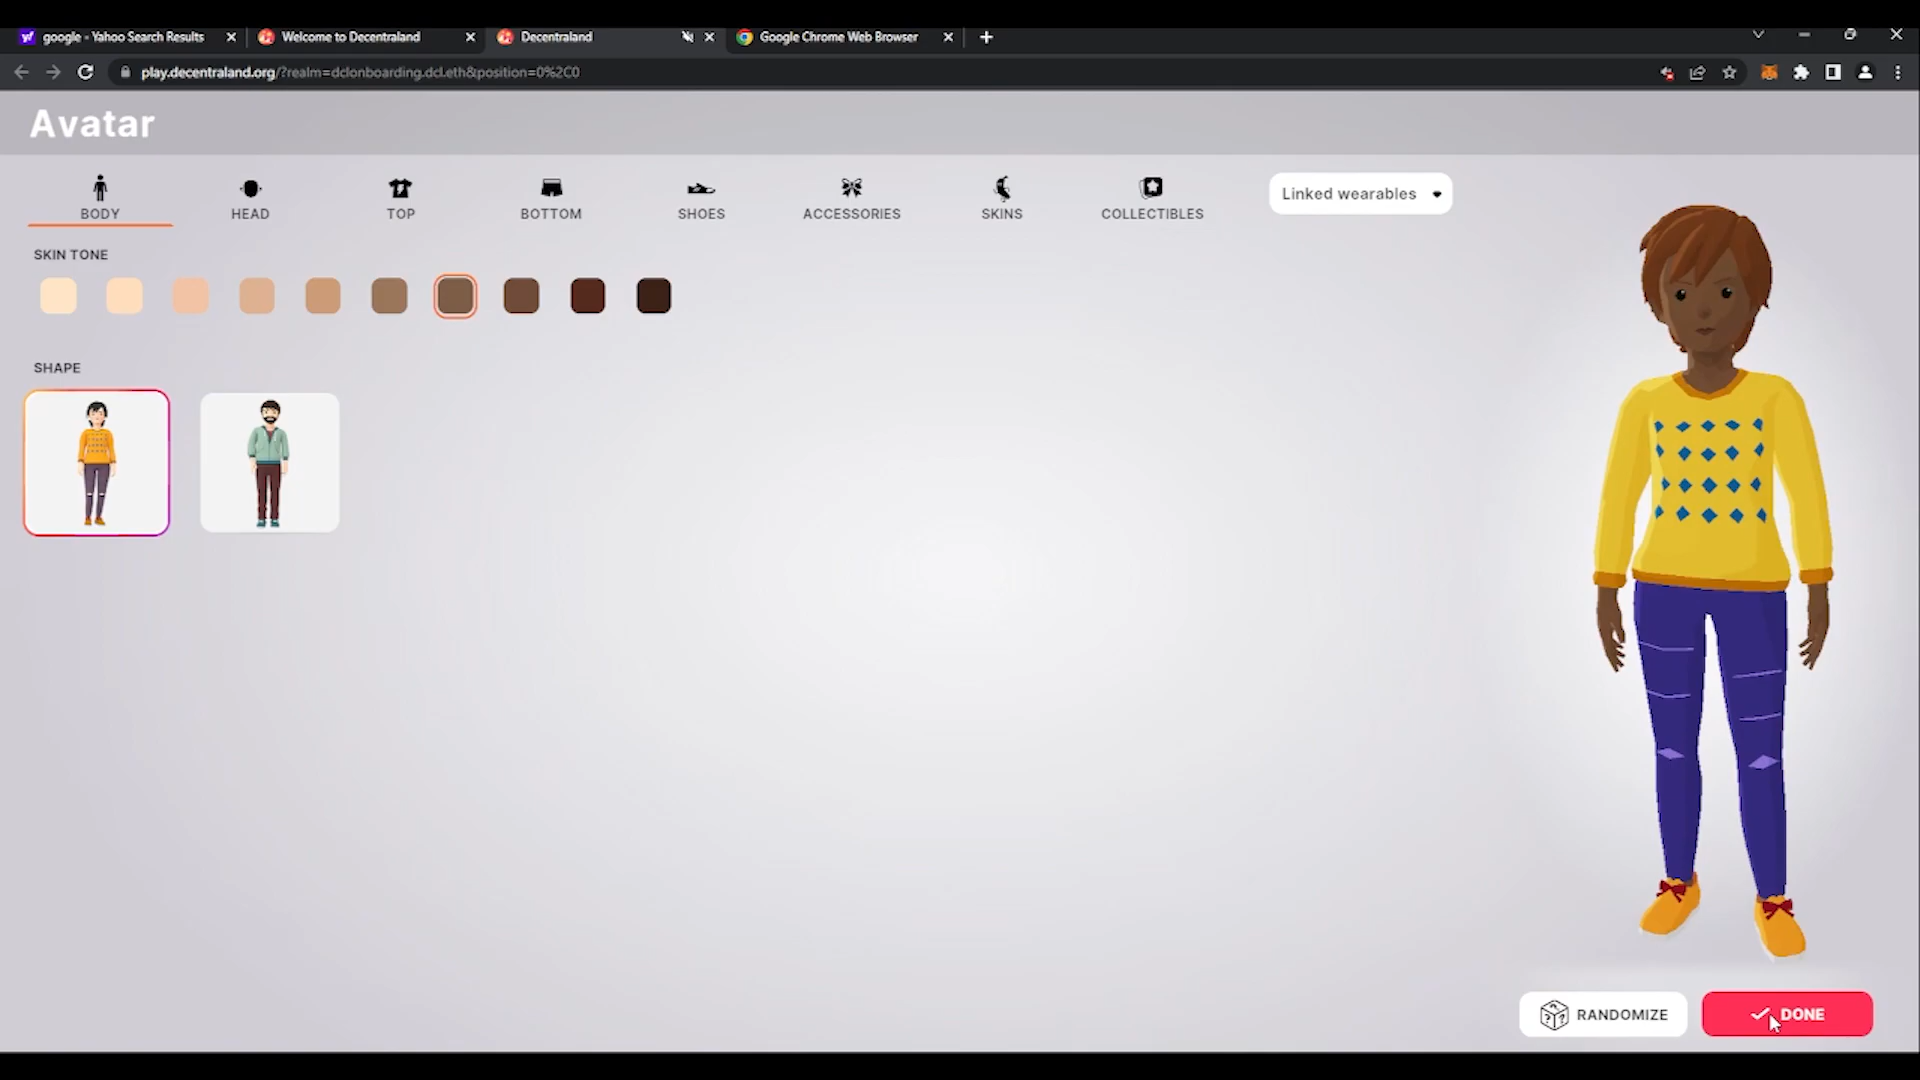 google - Yahoo Search Results
Welcome to Decentraland
Decentraland
Google Chrome Web Browser
play.decentraland.org/?realm=dclonboarding.dcl.eth&position=0%2C0
Avatar
BODY
HEAD
TOP
BOTTOM
SHOES
ACCESSORIES
SKINS
COLLECTIBLES
Linked wearables
SKIN TONE
SHAPE
RANDOMIZE
DONE